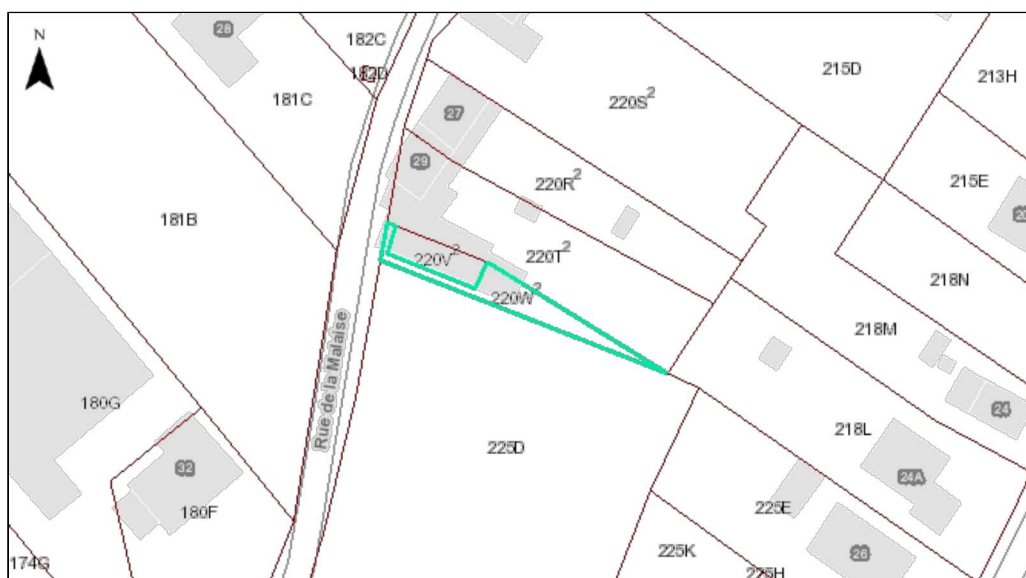 28
182C
182D
N
215D
213H
181C
220S²
27
29
220R²
215E
181B
220T²
220V²
218N
220W²
218M
Rue de la Malaise
180G
24
218L
225D
32
24A
225E
180F
26
225K
174G
225H